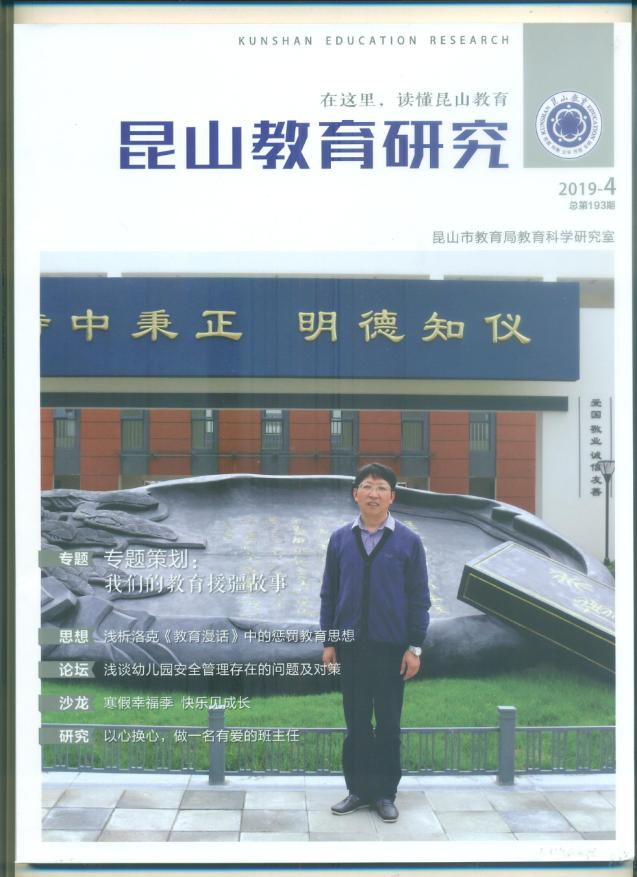 KUNSHAN EDUCATION RESEARCH
在这里，读懂昆山教育
昆山教育研究
昆山教育
KUNSHAN EDUCATION
2019-4
总第193期
昆山市教育局教育科学研究室
中秉正 明德知仪
爱国 敬业 诚信 友善
专题 专题策划：
我们的教育援疆故事
思想 浅析洛克《教育漫话》中的惩罚教育思想
论坛 浅谈幼儿园安全管理存在的问题及对策
沙龙 寒假幸福季 快乐见成长
研究 以心换心，做一名有爱的班主任